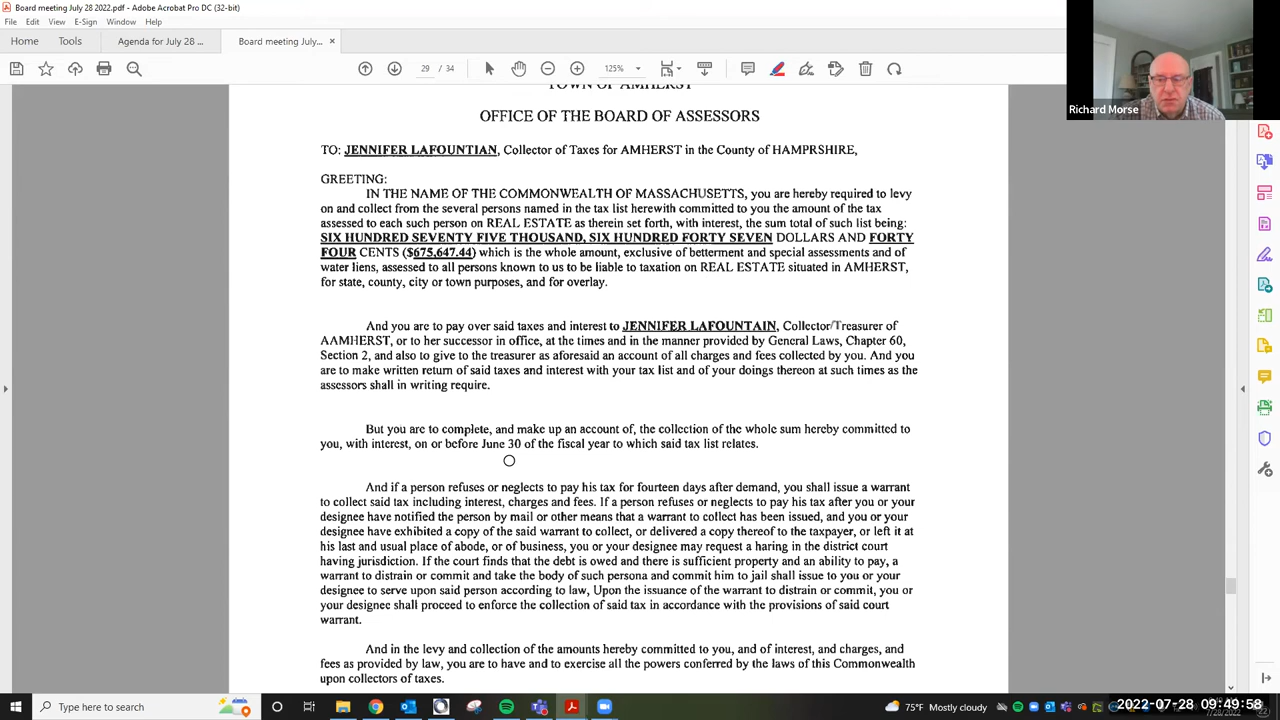 Board meeting July 28 2022.pdf - Adobe Acrobat Pro DC (32-bit)
File Edit View E-Sign Window Help
Home Tools Agenda for July 28 ... Board meeting July... ×
29 / 34 125%
Richard Morse
TOWN OF AMHERST
OFFICE OF THE BOARD OF ASSESSORS
TO: JENNIFER LAFOUNTIAN, Collector of Taxes for AMHERST in the County of HAMPRSHIRE,
GREETING:
IN THE NAME OF THE COMMONWEALTH OF MASSACHUSETTS, you are hereby required to levy
on and collect from the several persons named in the tax list herewith committed to you the amount of the tax
assessed to each such person on REAL ESTATE as therein set forth, with interest, the sum total of such list being:
SIX HUNDRED SEVENTY FIVE THOUSAND, SIX HUNDRED FORTY SEVEN DOLLARS AND FORTY
FOUR CENTS ($675,647.44) which is the whole amount, exclusive of betterment and special assessments and of
water liens, assessed to all persons known to us to be liable to taxation on REAL ESTATE situated in AMHERST,
for state, county, city or town purposes, and for overlay.
And you are to pay over said taxes and interest to JENNIFER LAFOUNTAIN, Collector/Treasurer of
AAMHERST, or to her successor in office, at the times and in the manner provided by General Laws, Chapter 60,
Section 2, and also to give to the treasurer as aforesaid an account of all charges and fees collected by you. And you
are to make written return of said taxes and interest with your tax list and of your doings thereon at such times as the
assessors shall in writing require.
But you are to complete, and make up an account of, the collection of the whole sum hereby committed to
you, with interest, on or before June 30 of the fiscal year to which said tax list relates.
And if a person refuses or neglects to pay his tax for fourteen days after demand, you shall issue a warrant
to collect said tax including interest, charges and fees. If a person refuses or neglects to pay his tax after you or your
designee have notified the person by mail or other means that a warrant to collect has been issued, and you or your
designee have exhibited a copy of the said warrant to collect, or delivered a copy thereof to the taxpayer, or left it at
his last and usual place of abode, or of business, you or your designee may request a haring in the district court
having jurisdiction. If the court finds that the debt is owed and there is sufficient property and an ability to pay, a
warrant to distrain or commit and take the body of such persona and commit him to jail shall issue to you or your
designee to serve upon said person according to law, Upon the issuance of the warrant to distrain or commit, you or
your designee shall proceed to enforce the collection of said tax in accordance with the provisions of said court
warrant.
And in the levy and collection of the amounts hereby committed to you, and of interest, and charges, and
fees as provided by law, you are to have and to exercise all the powers conferred by the laws of this Commonwealth
upon collectors of taxes.
Type here to search
75°F Mostly cloudy
2022-07-28 09:49:58